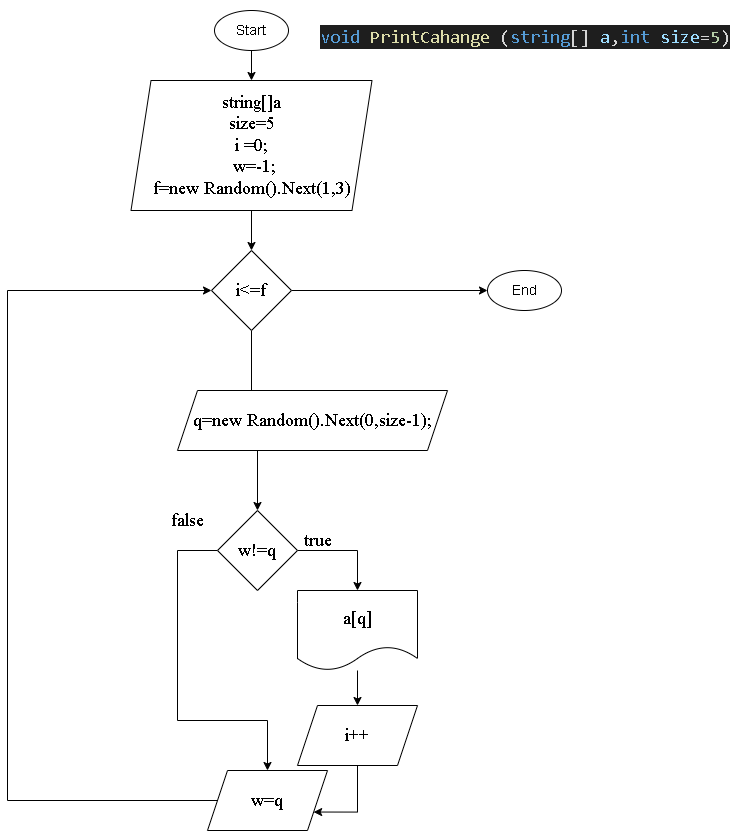 Start
void PrintCahange (string[] a,int size=5)
string[]a
size=5
i =0;
w=-1;
f=new Random().Next(1,3)
i<=f
End
q=new Random().Next(0,size-1);
false
w!=q
true
a[q]
i++
w=q